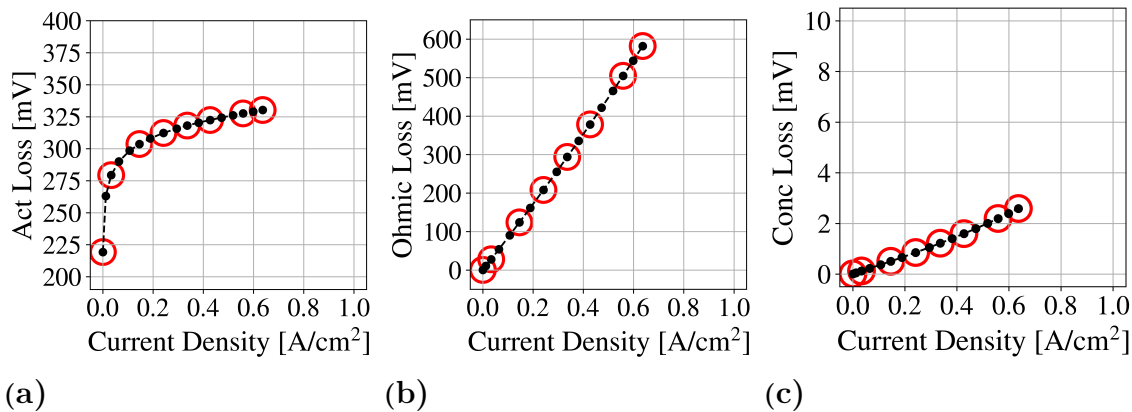 Act Loss [mV]
400
375
350
325
300
275
250
225
200
0.0 0.2 0.4 0.6 0.8 1.0
Current Density [A/cm²]
(a)
Ohmic Loss [mV]
600
500
400
300
200
100
0
0.0 0.2 0.4 0.6 0.8 1.0
Current Density [A/cm²]
(b)
Conc Loss [mV]
10
8
6
4
2
0
0.0 0.2 0.4 0.6 0.8 1.0
Current Density [A/cm²]
(c)